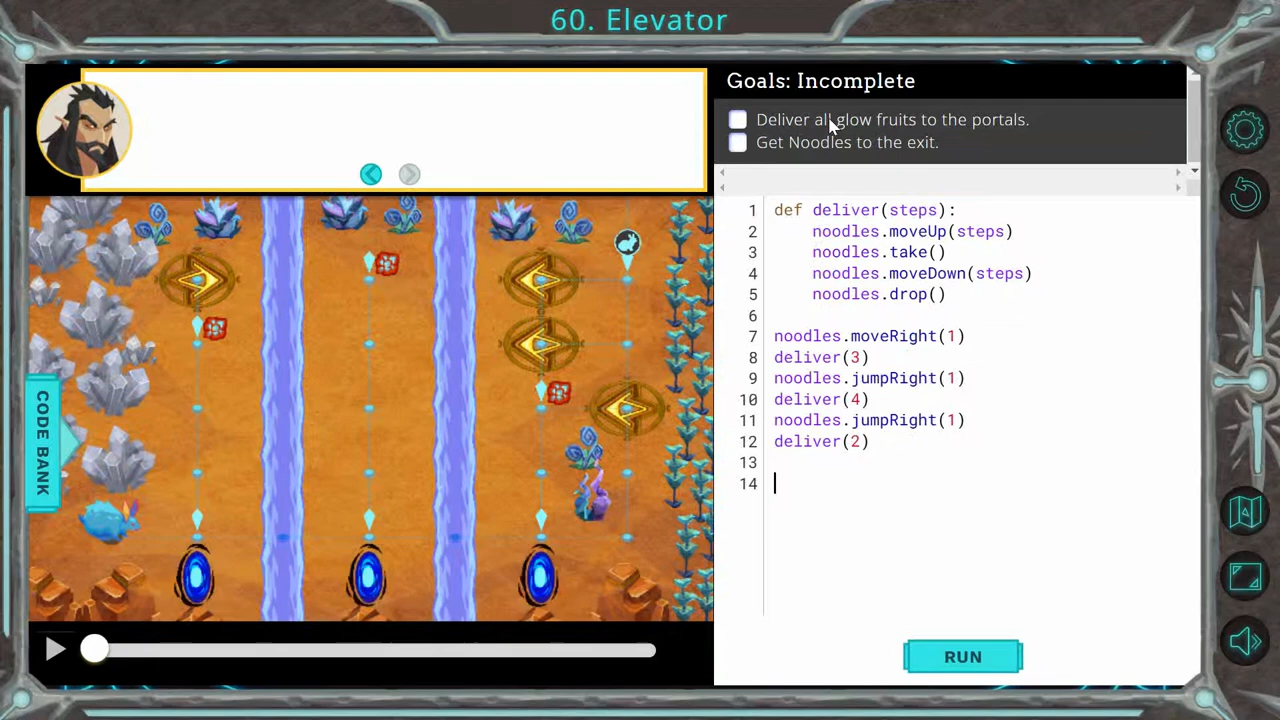 60. Elevator
Goals: Incomplete
Deliver all glow fruits to the portals.
Get Noodles to the exit.
1 def deliver(steps):
2 noodles.moveUp(steps)
3 noodles.take()
4 noodles.moveDown(steps)
5 noodles.drop()
6
7 noodles.moveRight(1)
8 deliver(3)
9 noodles.jumpRight(1)
10 deliver(4)
11 noodles.jumpRight(1)
12 deliver(2)
13
14
CODE BANK
RUN